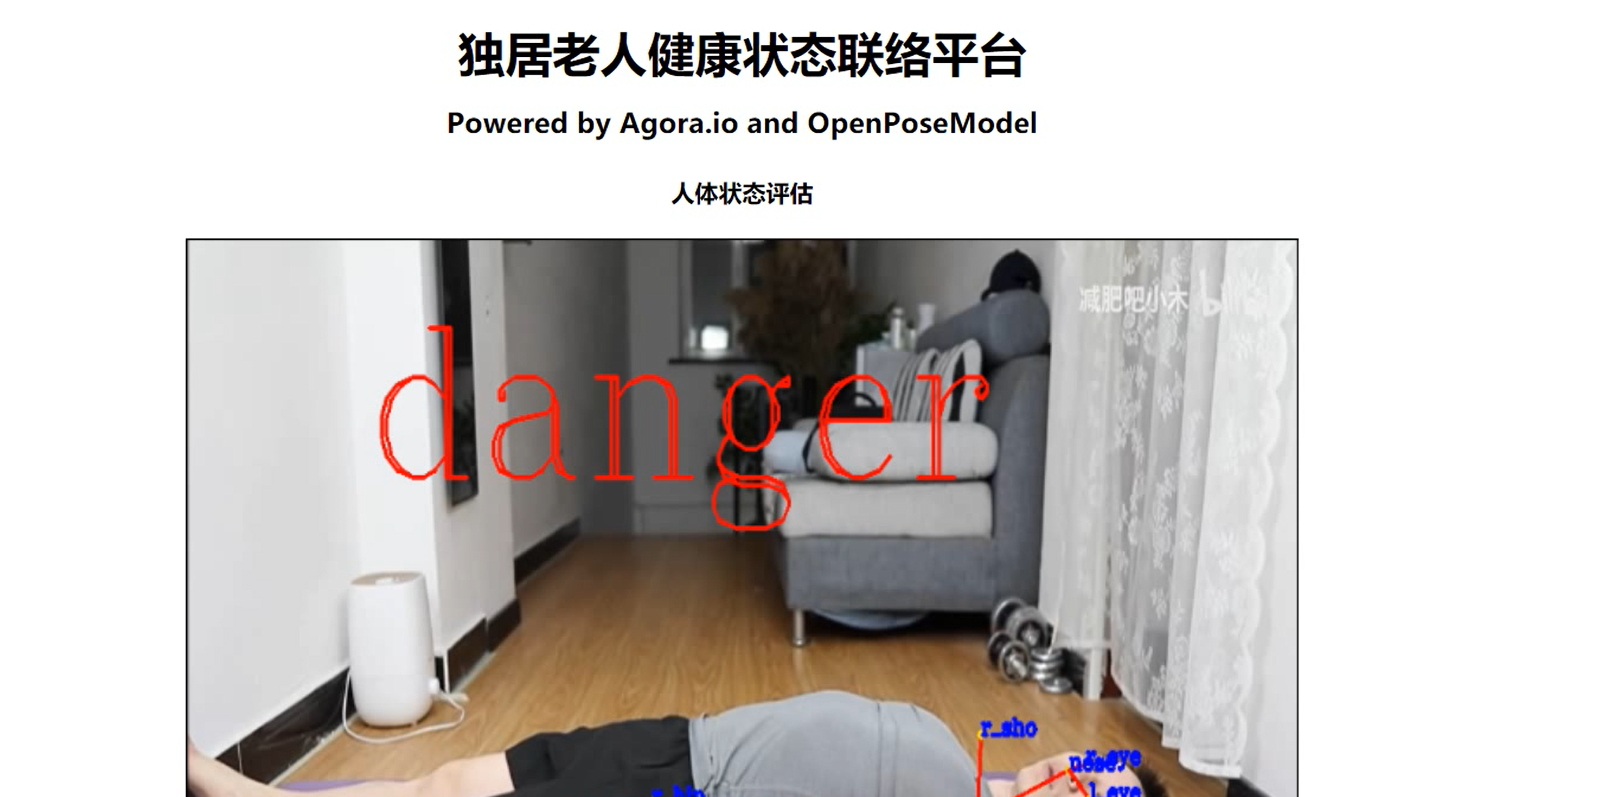 独居老人健康状态联络平台
Powered by Agora.io and OpenPoseModel
人体状态评估
减肥吧小木
danger
r_sho
r_eye
nose
l_eye
r_hip